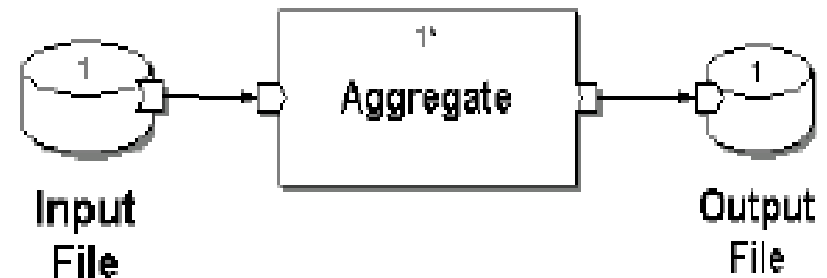 1
1*
1
Aggregate
Input
File
Output
File